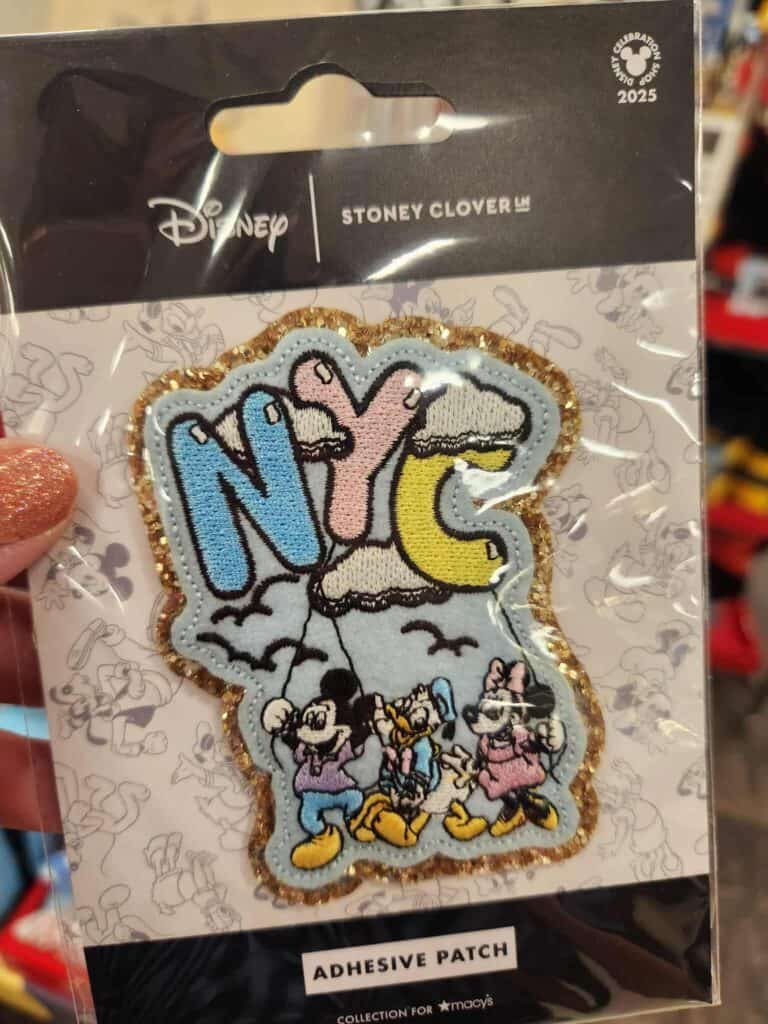 DISNEY CELEBRATION SHOP
2025
Disney
STONEY CLOVER LN
NYC
ADHESIVE PATCH
COLLECTION FOR ★macy's